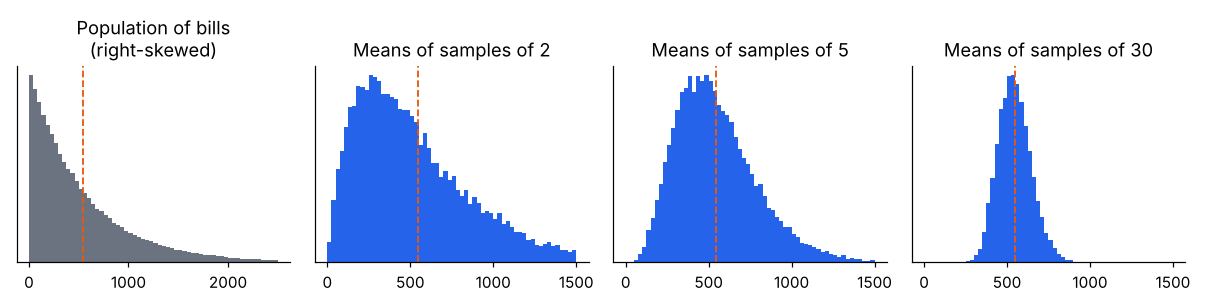 Population of bills
(right-skewed)
Means of samples of 2
Means of samples of 5
Means of samples of 30
0 1000 2000
0 500 1000 1500
0 500 1000 1500
0 500 1000 1500